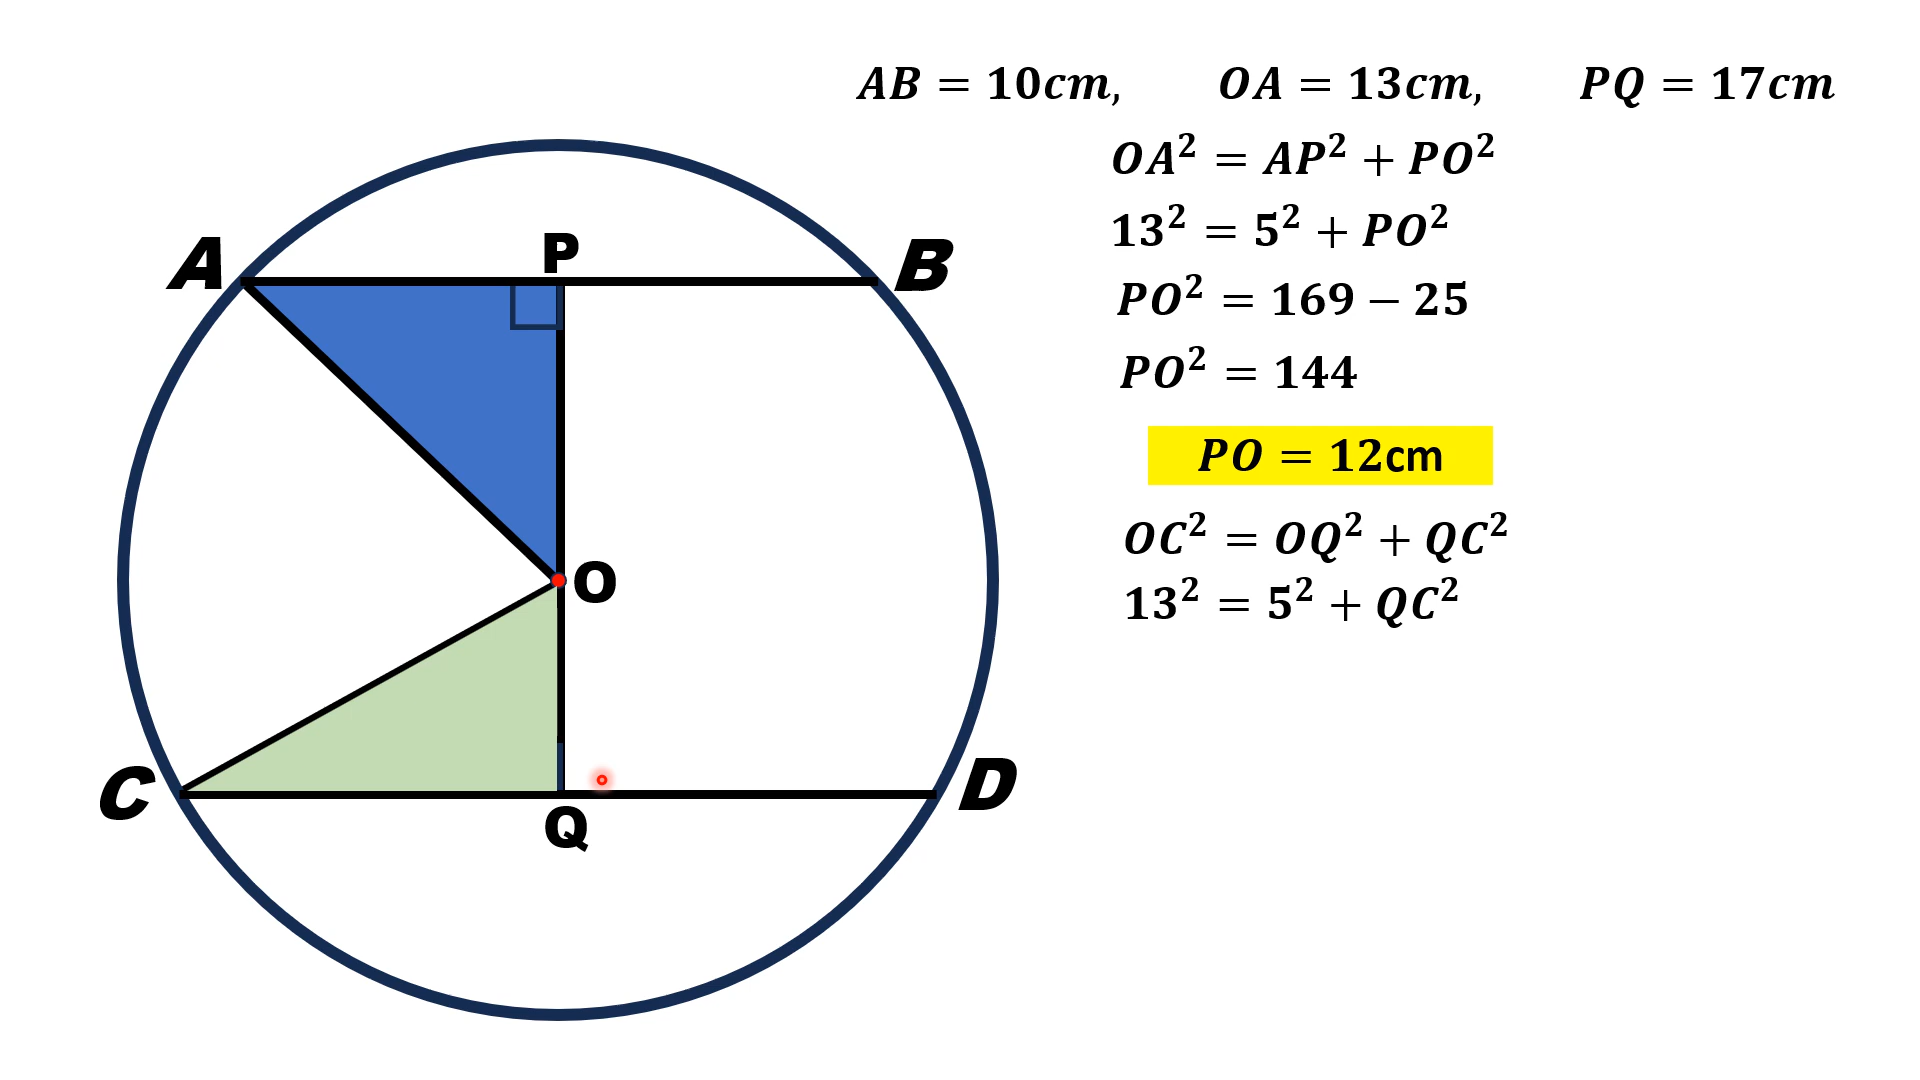 AB = 10cm, OA = 13cm, PQ = 17cm
OA² = AP² + PO²
13² = 5² + PO²
A P B
PO² = 169 − 25
PO² = 144
PO = 12cm
OC² = OQ² + QC²
O
13² = 5² + QC²
C D
Q